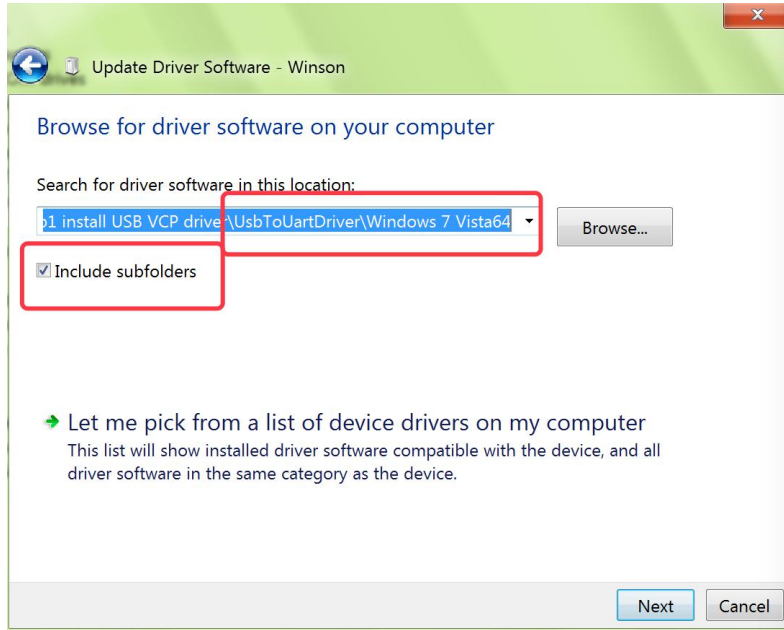 Update Driver Software - Winson
Browse for driver software on your computer
Search for driver software in this location:
install USB VCP driver\UsbToUartDriver\Windows 7 Vista64
Browse...
Include subfolders
Let me pick from a list of device drivers on my computer
This list will show installed driver software compatible with the device, and all
driver software in the same category as the device.
Next
Cancel